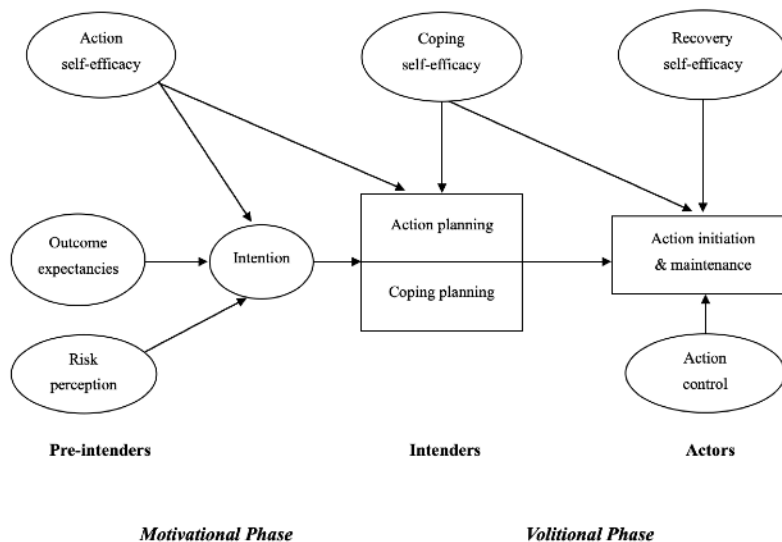 Action
self-efficacy
Coping
self-efficacy
Recovery
self-efficacy
Outcome
expectancies
Intention
Action planning
Coping planning
Action initiation
& maintenance
Risk
perception
Action
control
Pre-intenders
Intenders
Actors
Motivational Phase
Volitional Phase